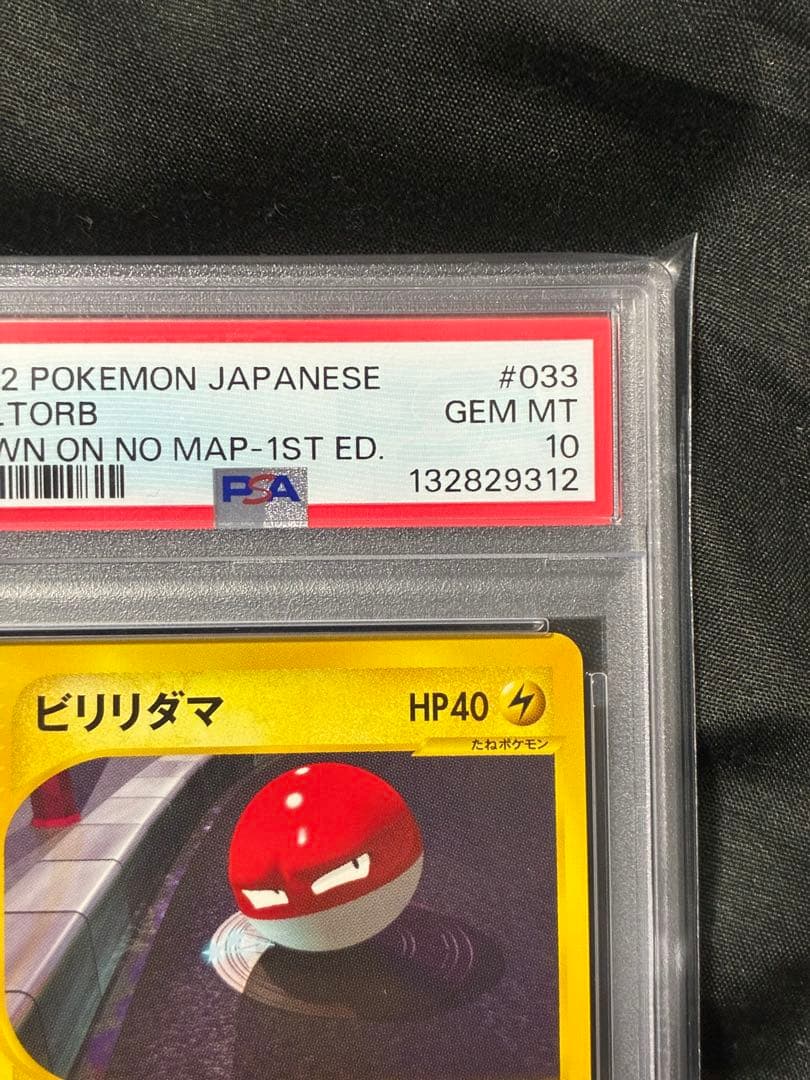 2 POKEMON JAPANESE #033
LTORB GEM MT
WN ON NO MAP-1ST ED. 10
PSA 132829312
ビリリダマ HP40
たねポケモン